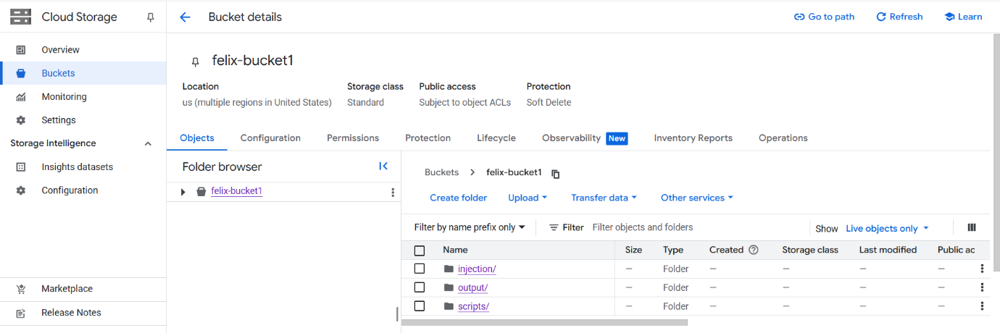 Cloud Storage
Bucket details
Go to path
Refresh
Learn
Overview
Buckets
Monitoring
Settings
Storage Intelligence
Insights datasets
Configuration
Marketplace
Release Notes
felix-bucket1
Location Storage class Public access Protection
us (multiple regions in United States) Standard Subject to object ACLs Soft Delete
Objects Configuration Permissions Protection Lifecycle Observability New Inventory Reports Operations
Folder browser
felix-bucket1
Buckets > felix-bucket1
Create folder Upload Transfer data Other services
Filter by name prefix only Filter Filter objects and folders Show Live objects only
Name Size Type Created Storage class Last modified Public ac
injection/ — Folder — — — —
output/ — Folder — — — —
scripts/ — Folder — — — —